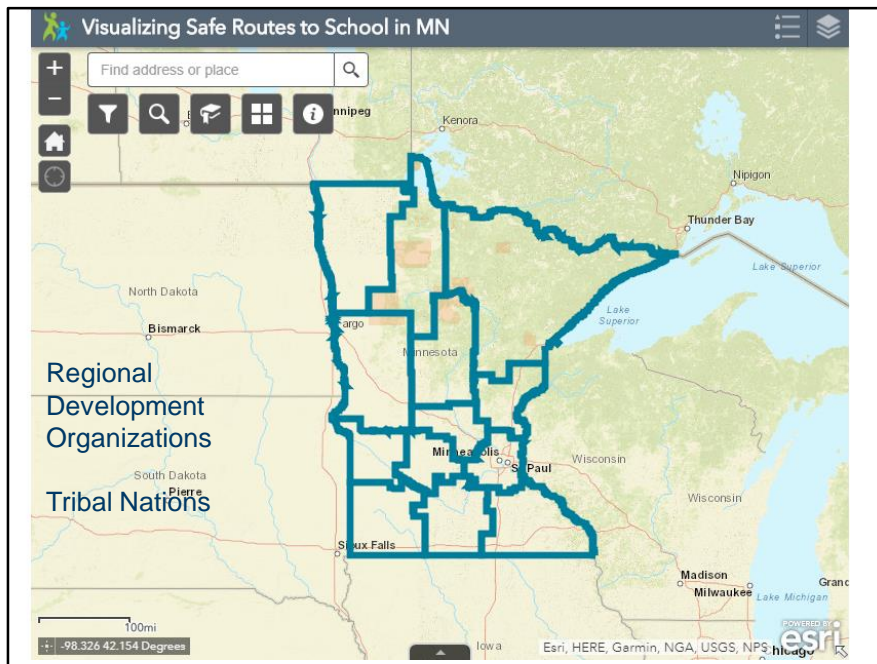 Visualizing Safe Routes to School in MN
+
Find address or place
−
nnipeg
Kenora
Nipigon
Thunder Bay
Lake Superior
North Dakota
Lake
Superior
Bismarck
argo
Minnesota
Regional
Development
Organizations
Minneapolis
St. Paul
Wisconsin
South Dakota
Pierre
Tribal Nations
Wisconsin
Sioux Falls
Madison
Milwaukee
Grand
Lake Michigan
100mi
POWERED BY
esri
-98.326 42.154 Degrees
Iowa
Esri, HERE, Garmin, NGA, USGS, NPS
Chicago